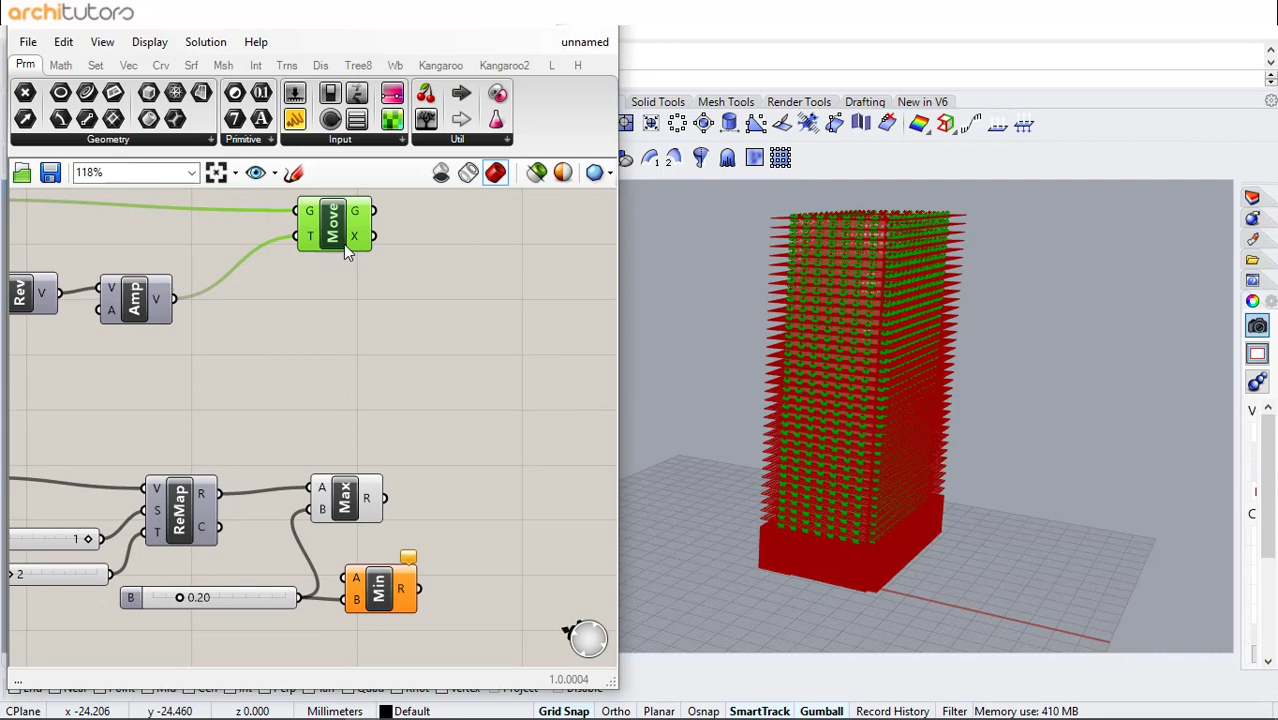 architutors
File Edit View Display Solution Help unnamed
Prm Math Set Vec Crv Srf Msh Int Trns Dis Tree8 Wb Kangaroo Kangaroo2 L H
Solid Tools Mesh Tools Render Tools Drafting New in V6
Geometry Primitive Input Util
118%
G Move G
T X
Rev V
V Amp V
A
V ReMap R
S
T C
A Max R
B
1
2
B 0.20
A Min R
B
V
C
... 1.0.0004
CPlane x -24.206 y -24.460 z 0.000 Millimeters Default Grid Snap Ortho Planar Osnap SmartTrack Gumball Record History Filter Memory use: 410 MB